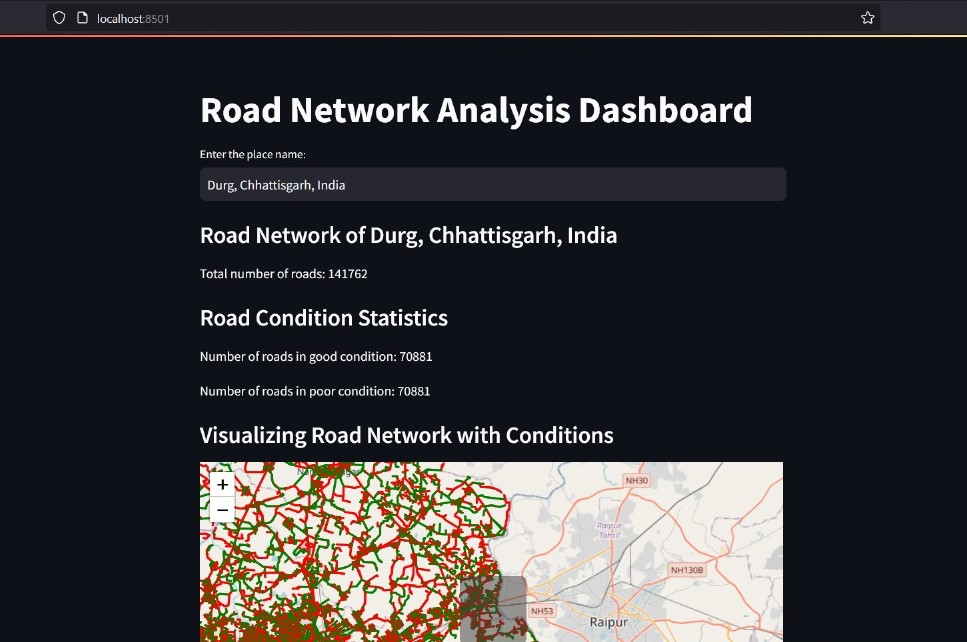 localhost:8501
Road Network Analysis Dashboard
Enter the place name:
Durg, Chhattisgarh, India
Road Network of Durg, Chhattisgarh, India
Total number of roads: 141762
Road Condition Statistics
Number of roads in good condition: 70881
Number of roads in poor condition: 70881
Visualizing Road Network with Conditions
+
−
NH30
Raipur
Tahsil
NH130B
NH53
Raipur